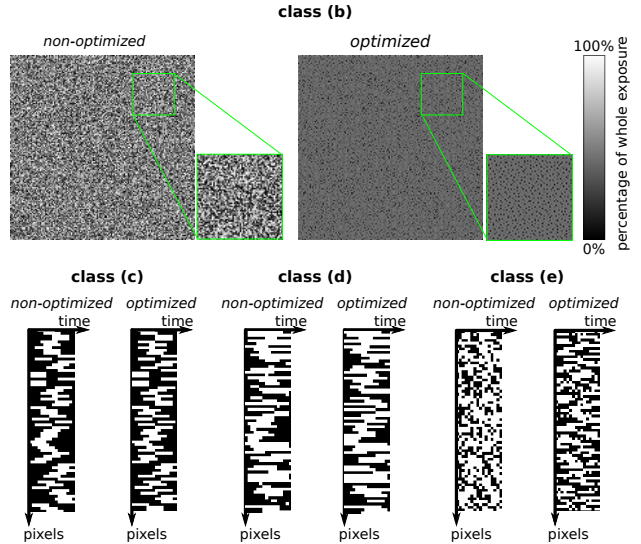 class (b)
non-optimized
optimized
100%
percentage of whole exposure
0%
class (c)
class (d)
class (e)
non-optimized
optimized
non-optimized
optimized
non-optimized
optimized
time
time
time
time
time
time
pixels
pixels
pixels
pixels
pixels
pixels